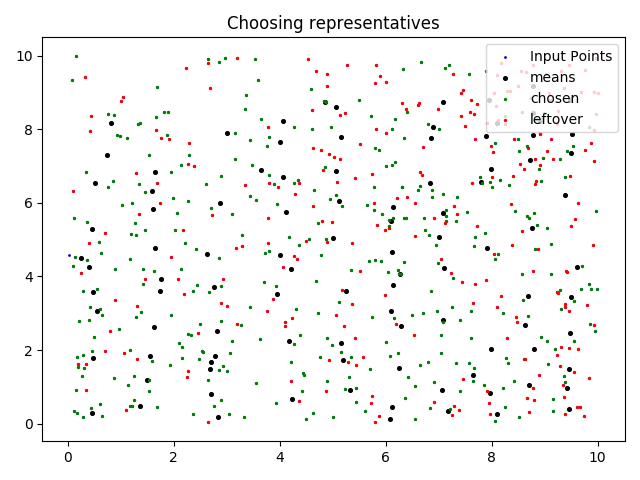 Choosing representatives
Input Points
means
chosen
leftover
10
8
6
4
2
0
0 2 4 6 8 10